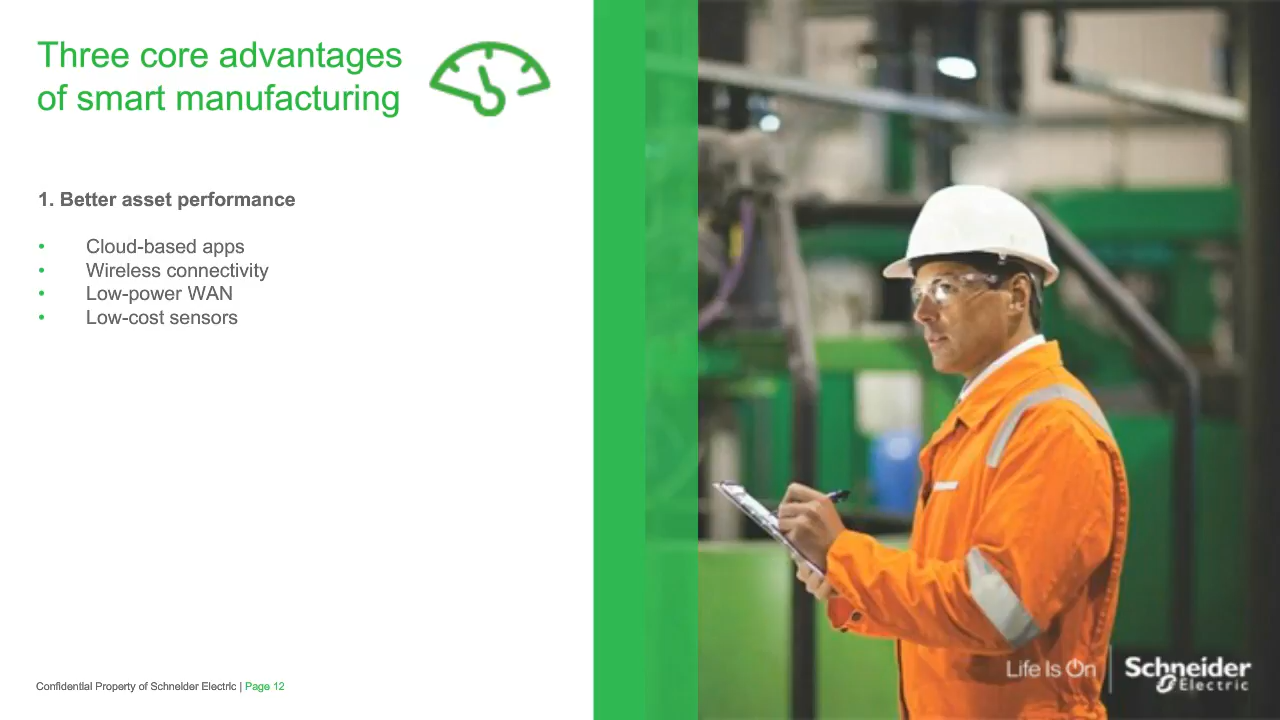 Three core advantages
of smart manufacturing
1. Better asset performance
• Cloud-based apps
• Wireless connectivity
• Low-power WAN
• Low-cost sensors
Confidential Property of Schneider Electric | Page 12
Life Is On
Schneider
Electric